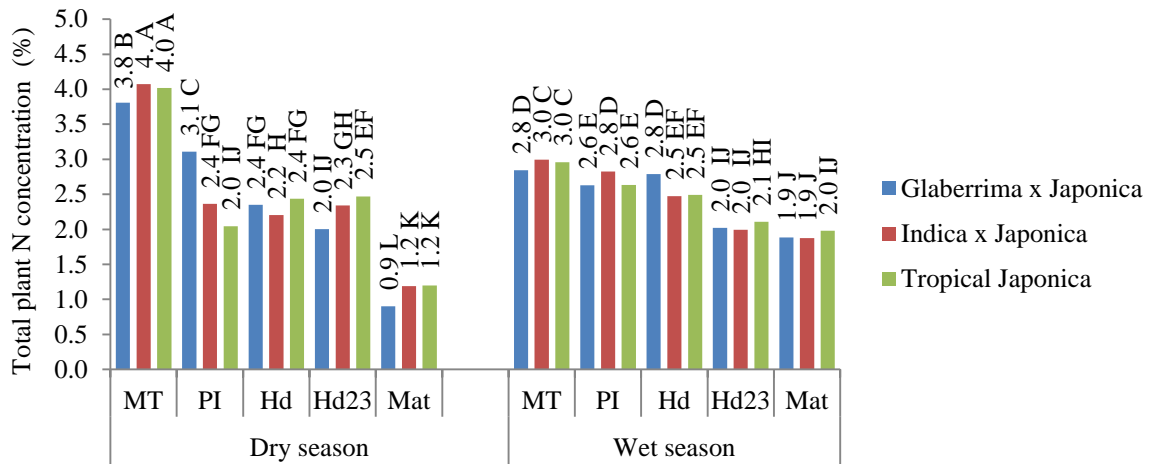 Total plant N concentration (%)
5.0
4.5
4.0
3.5
3.0
2.5
2.0
1.5
1.0
0.5
0.0
3.8 B
4. A
4.0 A
3.1 C
2.4 FG
2.0 IJ
2.4 FG
2.2 H
2.4 FG
2.0 IJ
2.3 GH
2.5 EF
0.9 L
1.2 K
1.2 K
2.8 D
3.0 C
3.0 C
2.6 E
2.8 D
2.6 E
2.8 D
2.5 EF
2.5 EF
2.0 IJ
2.0 IJ
2.1 HI
1.9 J
1.9 J
2.0 IJ
MT PI Hd Hd23 Mat MT PI Hd Hd23 Mat
Dry season Wet season
Glaberrima x Japonica
Indica x Japonica
Tropical Japonica